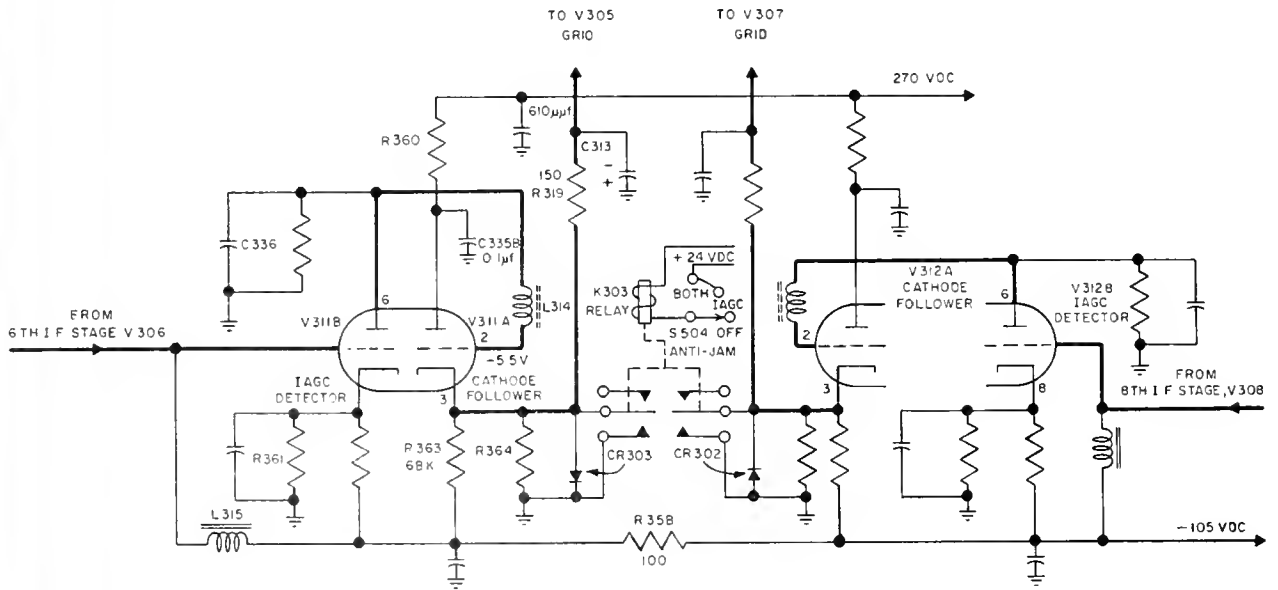 TO V305
GRIO
TO V307
GRID
270 VOC
610μμf
R360
C313
-
+
150
R319
C336
C335B
0.1μf
+ 24 VDC
K303
RELAY
BOTH
IAGC
S504 OFF
ANTI-JAM
V312A
CATHODE
FOLLOWER
V312B
IAGC
DETECTOR
6
L314
6
FROM
6TH I F STAGE V306
V311B
V311A
2
-5.5V
2
IAGC
DETECTOR
3
CATHODE
FOLLOWER
3
8
FROM
8TH I F STAGE, V308
R361
R363
68K
R364
CR303
CR302
L315
R358
100
-105 VOC